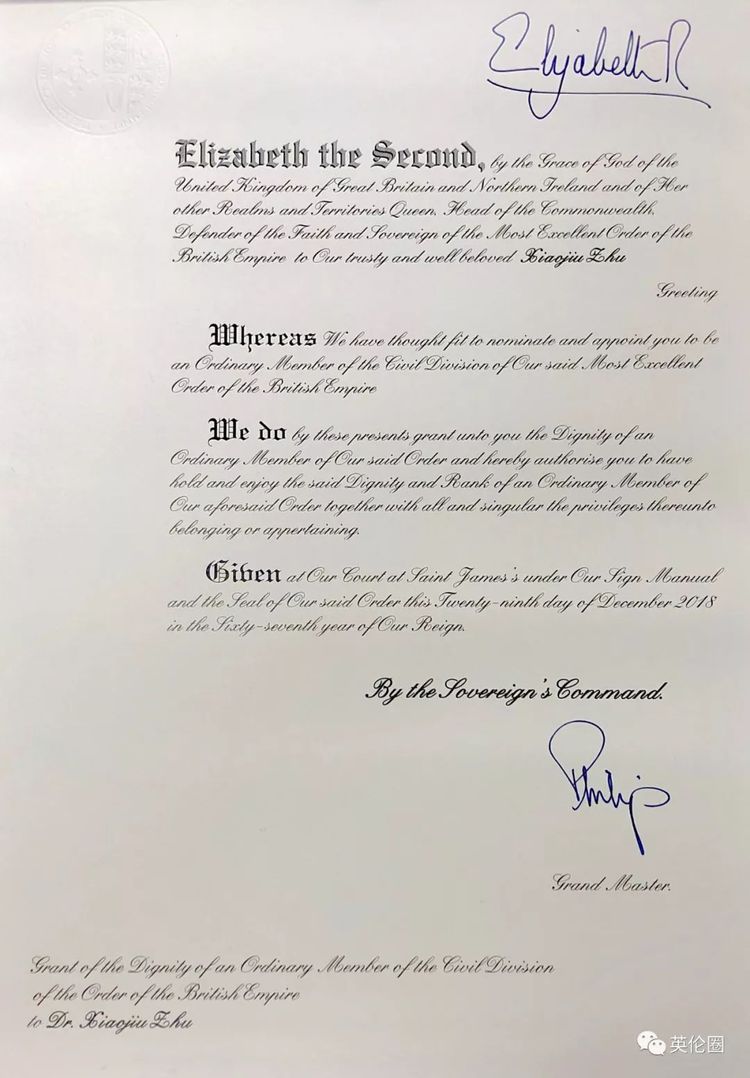 Elizabeth R
Elizabeth the Second, by the Grace of God of the
United Kingdom of Great Britain and Northern Ireland and of Her
other Realms and Territories Queen, Head of the Commonwealth,
Defender of the Faith and Sovereign of the Most Excellent Order of the
British Empire to Our trusty and well beloved Xiaojiu Zhu
Greeting
Whereas We have thought fit to nominate and appoint you to be
an Ordinary Member of the Civil Division of Our said Most Excellent
Order of the British Empire
We do by these presents grant unto you the Dignity of an
Ordinary Member of Our said Order and hereby authorise you to have
hold and enjoy the said Dignity and Rank of an Ordinary Member of
Our aforesaid Order together with all and singular the privileges thereunto
belonging or appertaining.
Given at Our Court at Saint James's under Our Sign Manual
and the Seal of Our said Order this Twenty-ninth day of December 2018
in the Sixty-seventh year of Our Reign.
By the Sovereign's Command.
Philip
Grand Master.
Grant of the Dignity of an Ordinary Member of the Civil Division
of the Order of the British Empire
to Dr. Xiaojiu Zhu
英伦圈